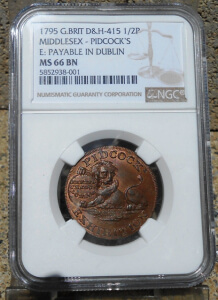 1795 G.BRIT D&H-415 1/2P
MIDDLESEX - PIDCOCK'S
E: PAYABLE IN DUBLIN
MS 66 BN
5852938-001
NUMISMATIC GUARANTY CORPORATION
NGC
PIDCOCK